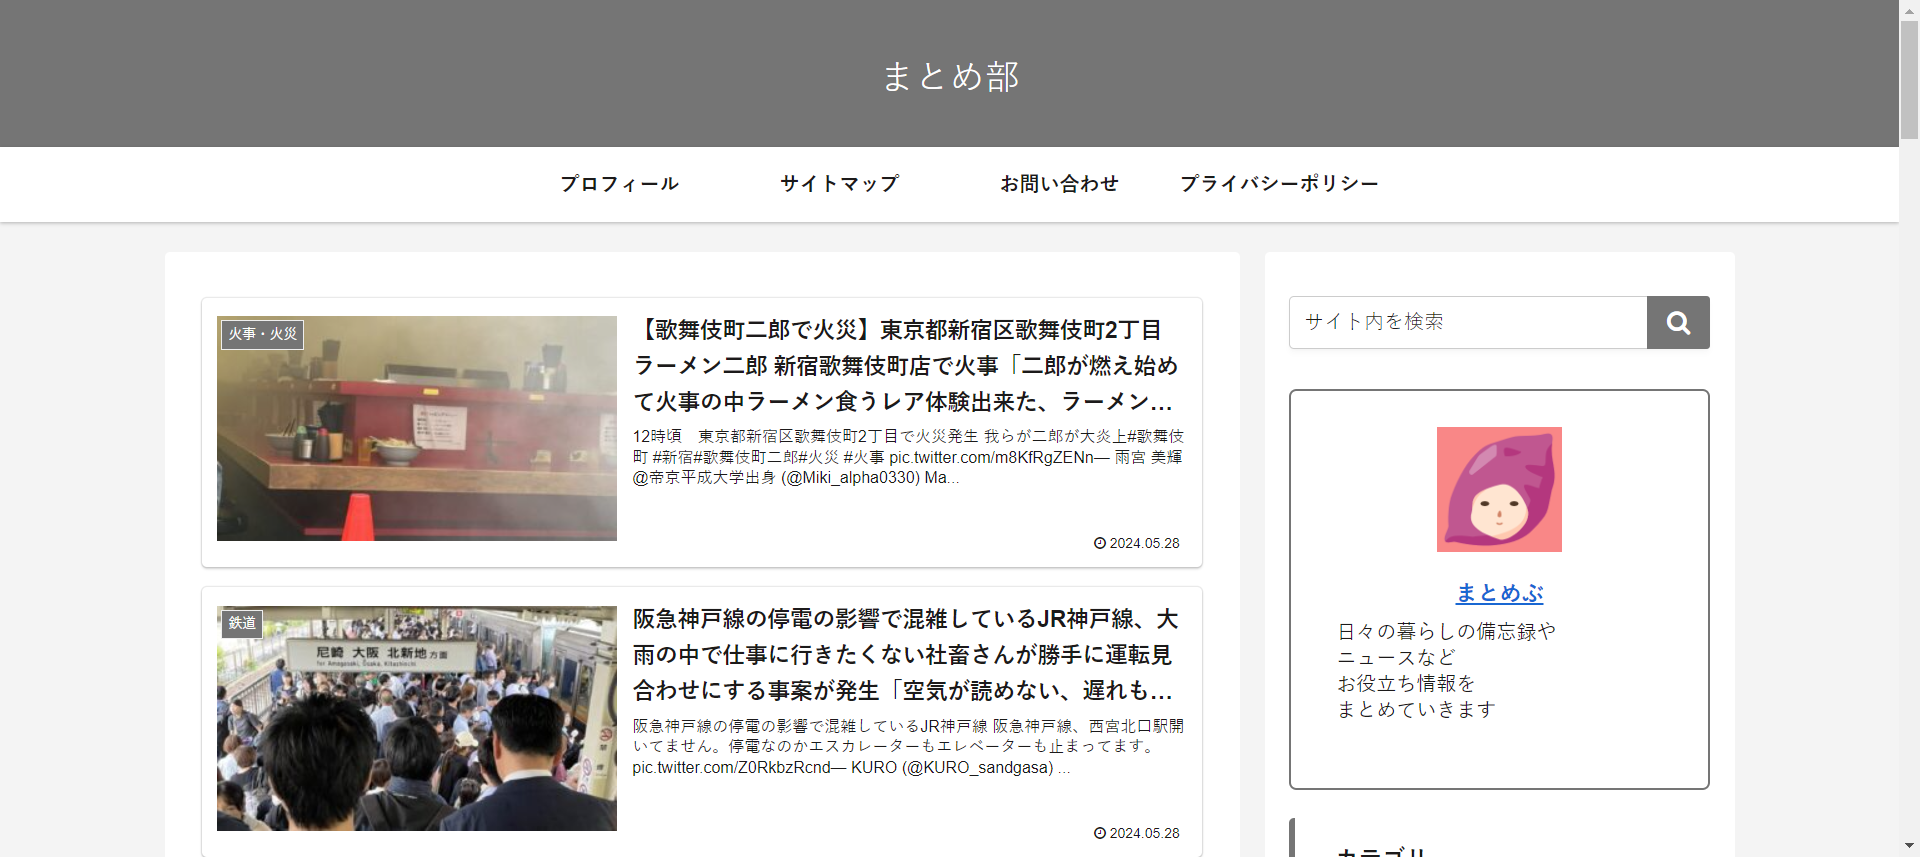 まとめ部
プロフィール
サイトマップ
お問い合わせ
プライバシーポリシー
火事・火災
【歌舞伎町二郎で火災】東京都新宿区歌舞伎町2丁目
ラーメン二郎 新宿歌舞伎町店で火事「二郎が燃え始め
て火事の中ラーメン食うレア体験出来た、ラーメン...
12時頃　東京都新宿区歌舞伎町2丁目で火災発生 我らが二郎が大炎上#歌舞伎
町 #新宿#歌舞伎町二郎#火災 #火事 pic.twitter.com/m8KfRgZENn— 雨宮 美輝
@帝京平成大学出身 (@Miki_alpha0330) Ma...
2024.05.28
鉄道
尼崎 大阪 北新地 方面
for Amagasaki, Osaka, Kitashinchi
阪急神戸線の停電の影響で混雑しているJR神戸線、大
雨の中で仕事に行きたくない社畜さんが勝手に運転見
合わせにする事案が発生「空気が読めない、遅れも...
阪急神戸線の停電の影響で混雑しているJR神戸線 阪急神戸線、西宮北口駅開
いてません。停電なのかエスカレーターもエレベーターも止まってます。
pic.twitter.com/Z0RkbzRcnd— KURO (@KURO_sandgasa) ...
2024.05.28
サイト内を検索
まとめぶ
日々の暮らしの備忘録や
ニュースなど
お役立ち情報を
まとめていきます
カテゴリ